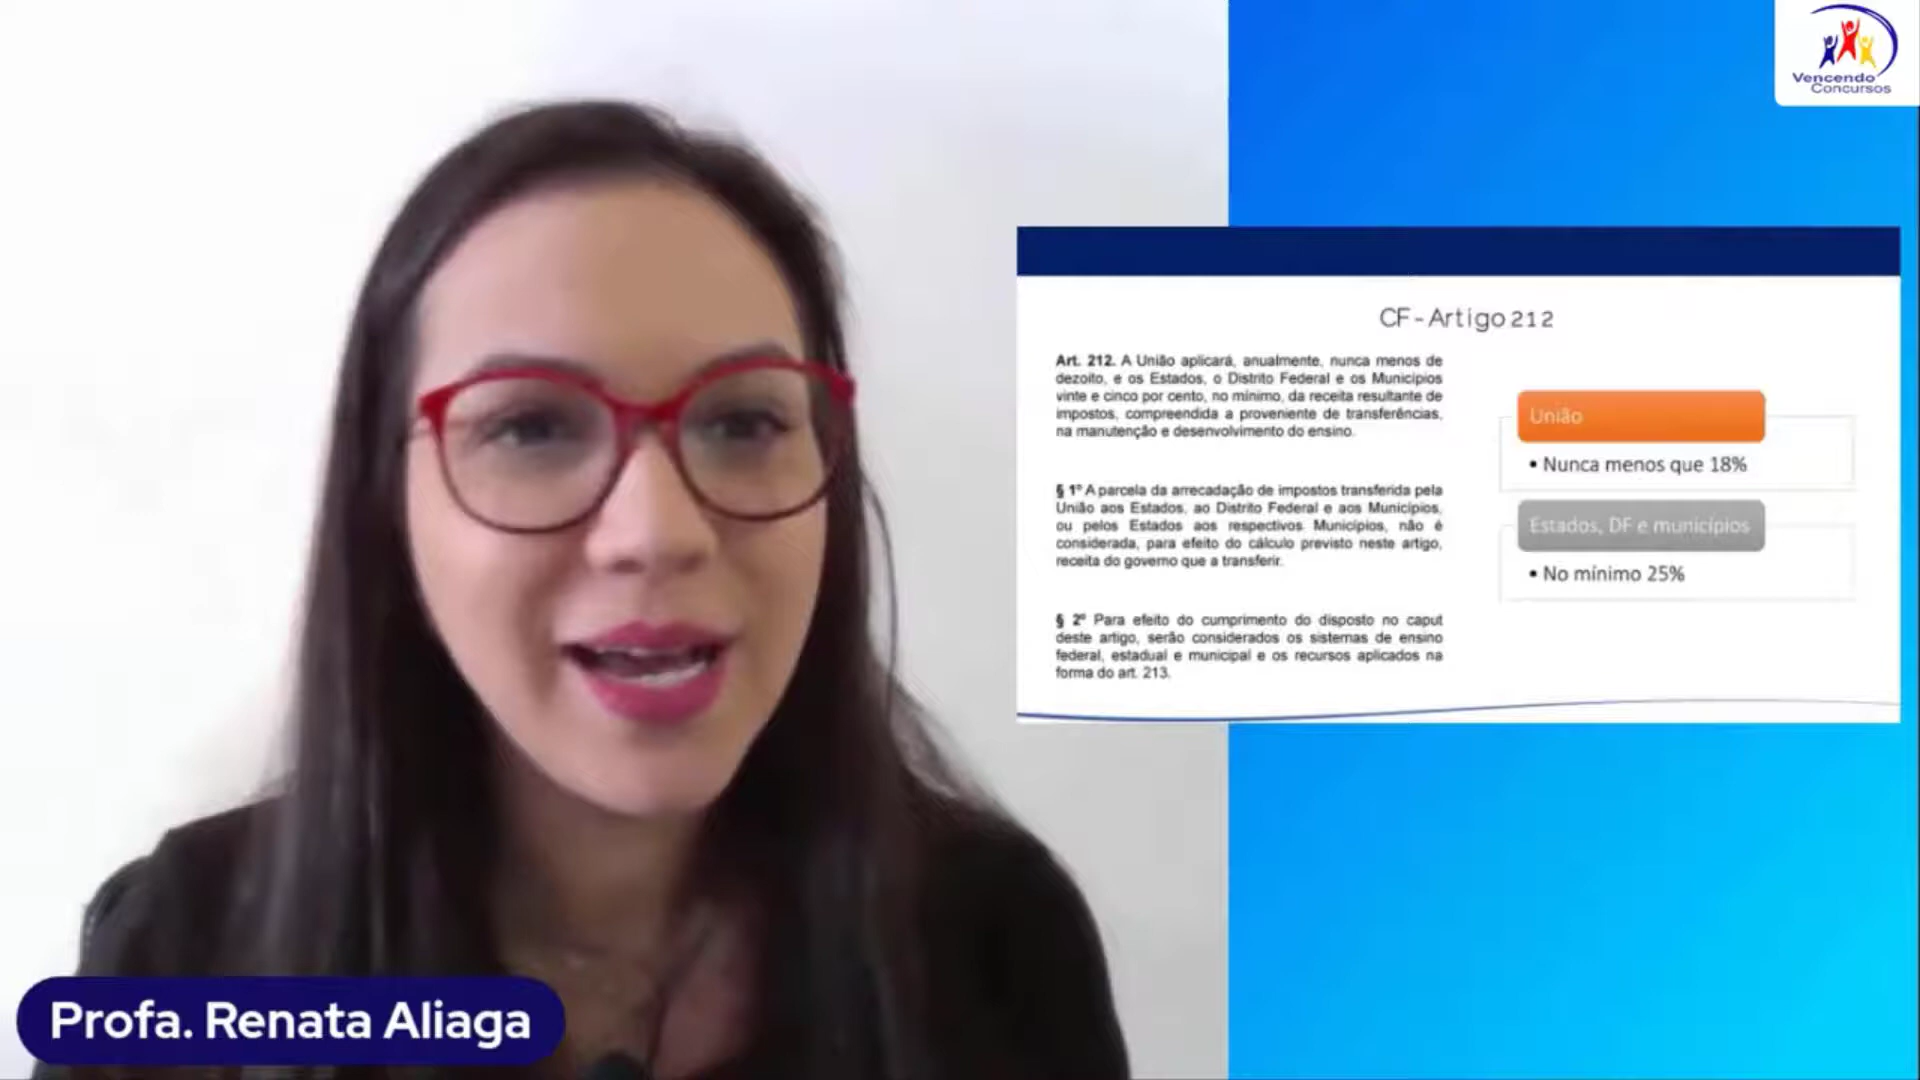 Vencendo
Concursos
CF - Artigo 212
Art. 212. A União aplicará, anualmente, nunca menos de
dezoito, e os Estados, o Distrito Federal e os Municípios
vinte e cinco por cento, no mínimo, da receita resultante de
impostos, compreendida a proveniente de transferências,
na manutenção e desenvolvimento do ensino.
§ 1º A parcela da arrecadação de impostos transferida pela
União aos Estados, ao Distrito Federal e aos Municípios,
ou pelos Estados aos respectivos Municípios, não é
considerada, para efeito do cálculo previsto neste artigo,
receita do governo que a transferir.
§ 2º Para efeito do cumprimento do disposto no caput
deste artigo, serão considerados os sistemas de ensino
federal, estadual e municipal e os recursos aplicados na
forma do art. 213.
União
• Nunca menos que 18%
Estados, DF e municípios
• No mínimo 25%
Profa. Renata Aliaga